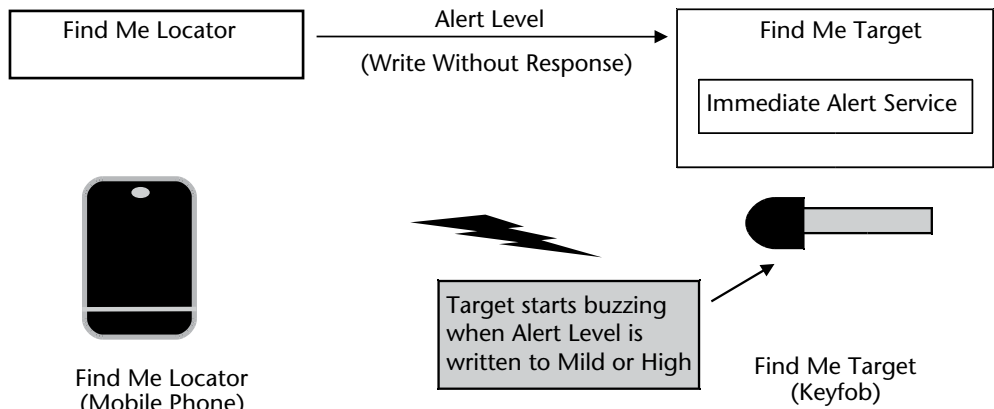 Find Me Locator
Alert Level
(Write Without Response)
Find Me Target
Immediate Alert Service
Target starts buzzing
when Alert Level is
written to Mild or High
Find Me Locator
(Mobile Phone)
Find Me Target
(Keyfob)